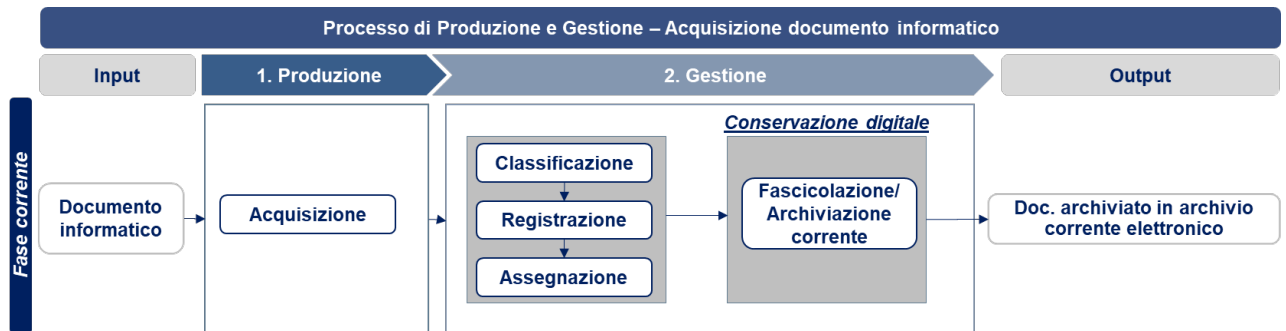 Processo di Produzione e Gestione – Acquisizione documento informatico
Input
1. Produzione
2. Gestione
Output
Fase corrente
Documento
informatico
Acquisizione
Classificazione
Registrazione
Assegnazione
Conservazione digitale
Fascicolazione/
Archiviazione
corrente
Doc. archiviato in archivio
corrente elettronico